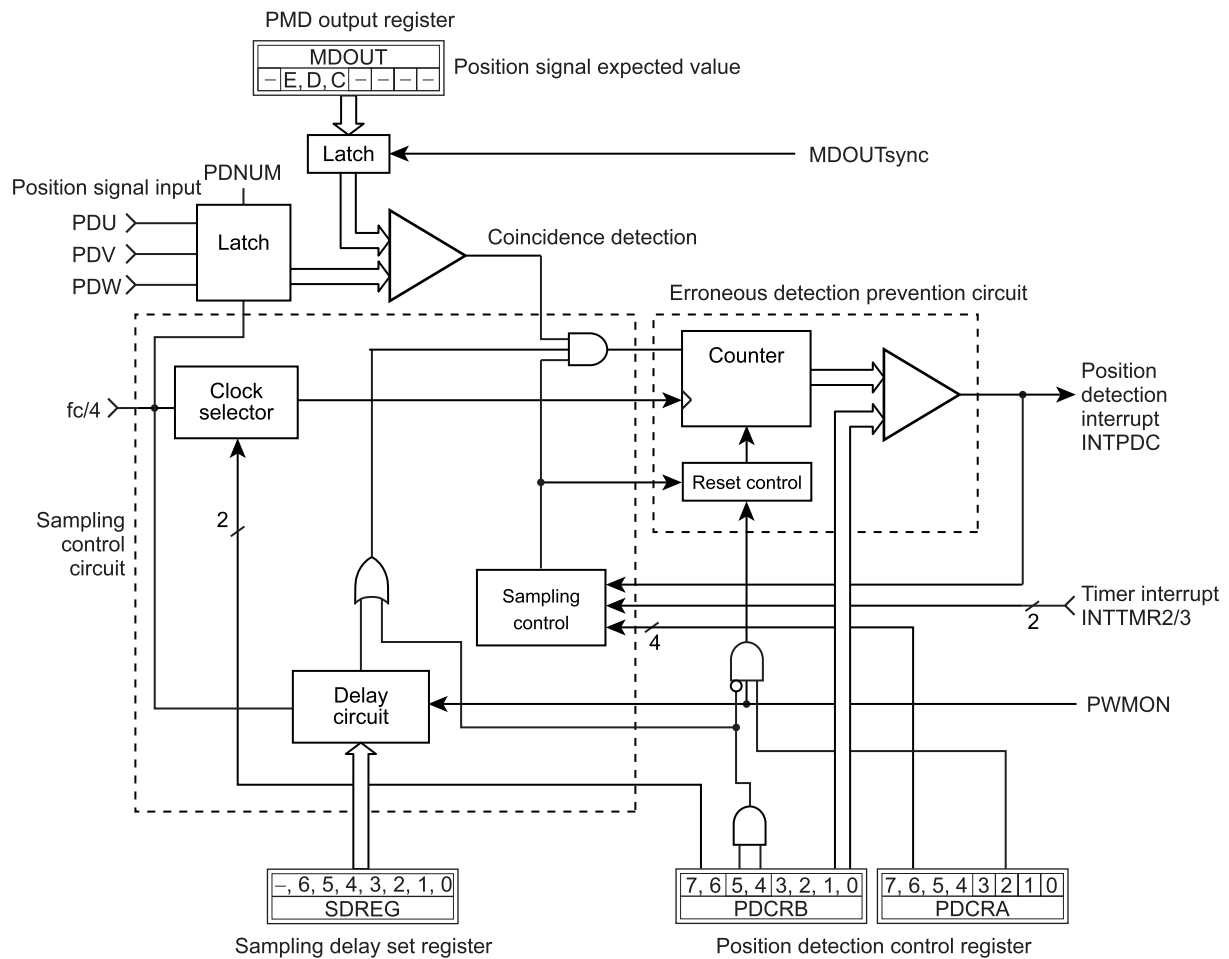 PMD output register
MDOUT
– E, D, C – – – –
Position signal expected value
Latch
MDOUTsync
PDNUM
Position signal input
PDU
PDV
PDW
Latch
Coincidence detection
Erroneous detection prevention circuit
Counter
Clock
selector
fc/4
Position
detection
interrupt
INTPDC
Reset control
2
Sampling
control
circuit
Sampling
control
Timer interrupt
INTTMR2/3
2
4
Delay
circuit
PWMON
–, 6, 5, 4, 3, 2, 1, 0
SDREG
7, 6 5, 4 3, 2, 1, 0
PDCRB
7, 6, 5, 4 3 2 1 0
PDCRA
Sampling delay set register
Position detection control register